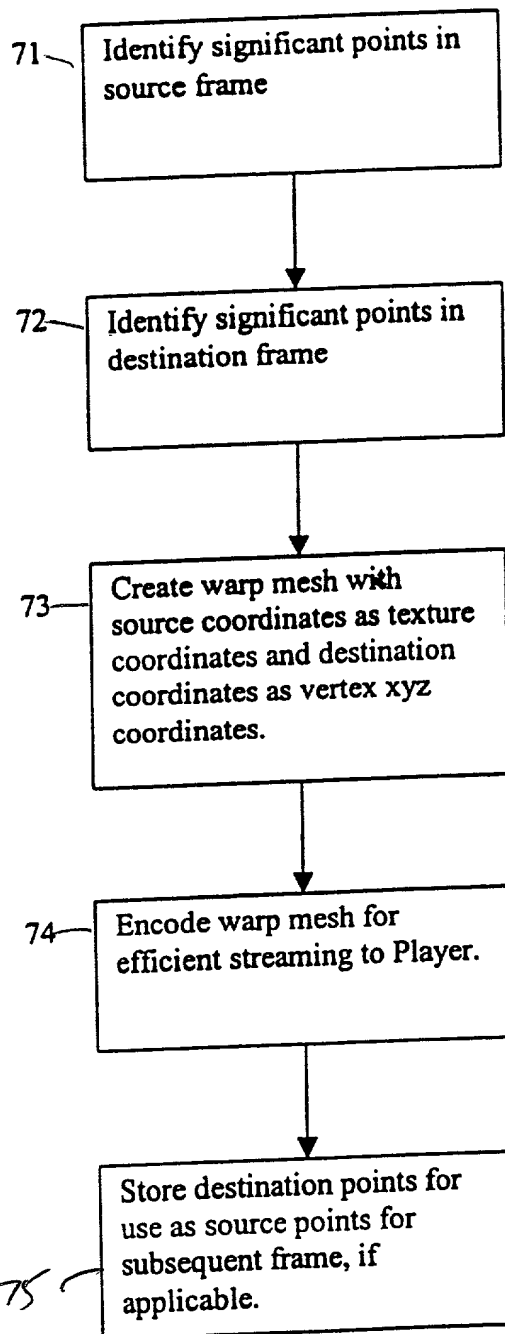 71
Identify significant points in
source frame
72
Identify significant points in
destination frame
73
Create warp mesh with
source coordinates as texture
coordinates and destination
coordinates as vertex xyz
coordinates.
74
Encode warp mesh for
efficient streaming to Player.
75
Store destination points for
use as source points for
subsequent frame, if
applicable.